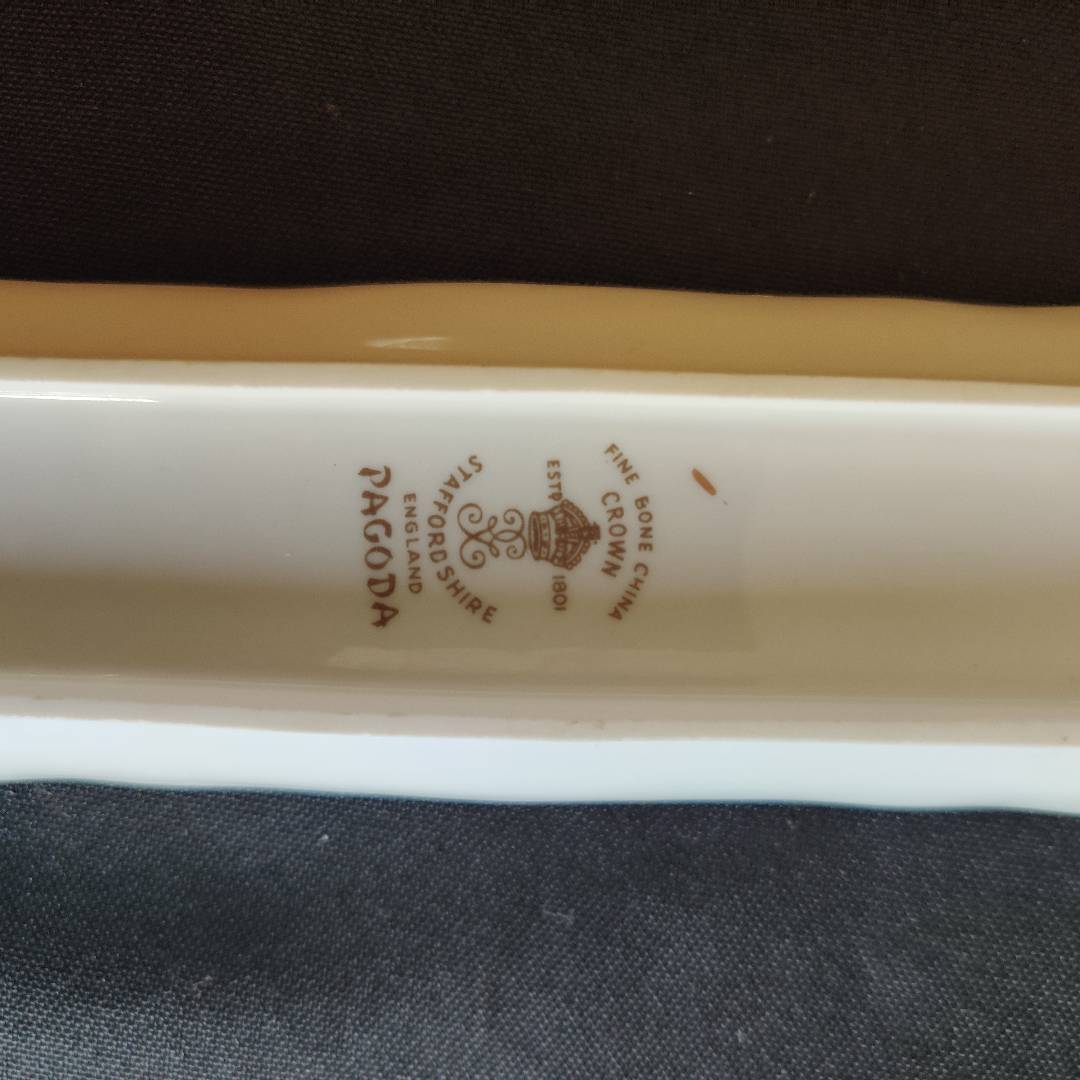 FINE BONE CHINA
CROWN
ESTD 1801
STAFFORDSHIRE
ENGLAND
PAGODA